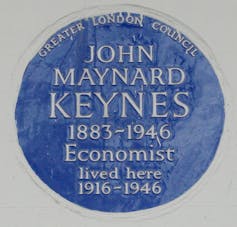 GREATER LONDON COUNCIL
JOHN
MAYNARD
KEYNES
1883-1946
Economist
lived here
1916-1946